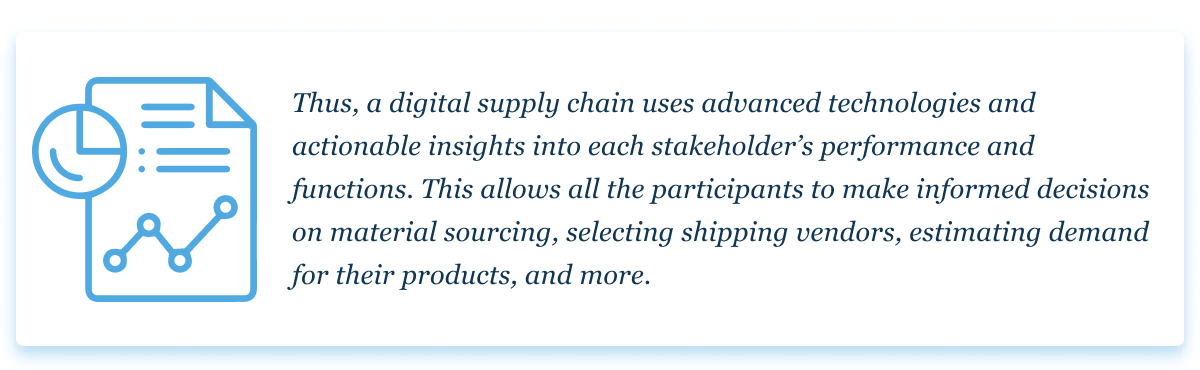 Thus, a digital supply chain uses advanced technologies and
actionable insights into each stakeholder’s performance and
functions. This allows all the participants to make informed decisions
on material sourcing, selecting shipping vendors, estimating demand
for their products, and more.